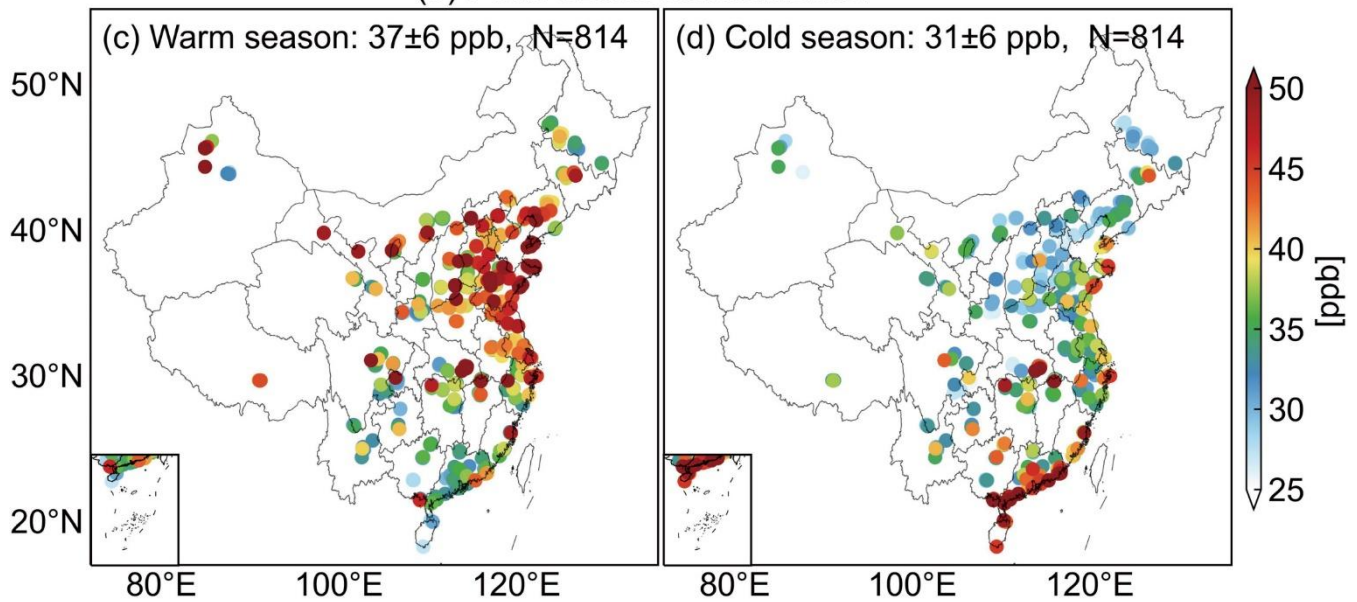 (c) Warm season: 37±6 ppb, N=814
(d) Cold season: 31±6 ppb, N=814
50°N
40°N
30°N
20°N
80°E 100°E 120°E
80°E 100°E 120°E
50
45
40
35
30
25
[ppb]